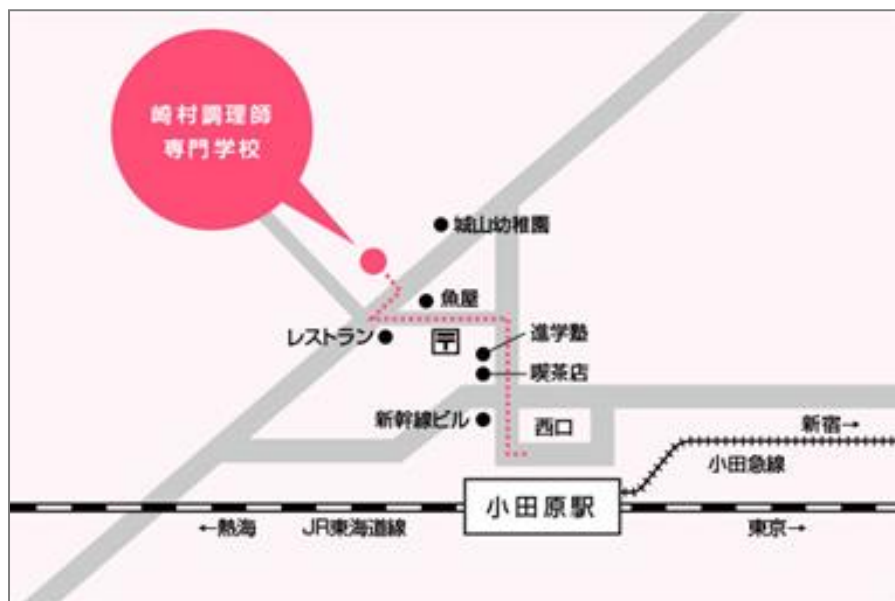 崎村調理師
専門学校
城山幼稚園
魚屋
レストラン
〒
進学塾
喫茶店
新幹線ビル
西口
新宿→
小田急線
小田原駅
←熱海
JR東海道線
東京→